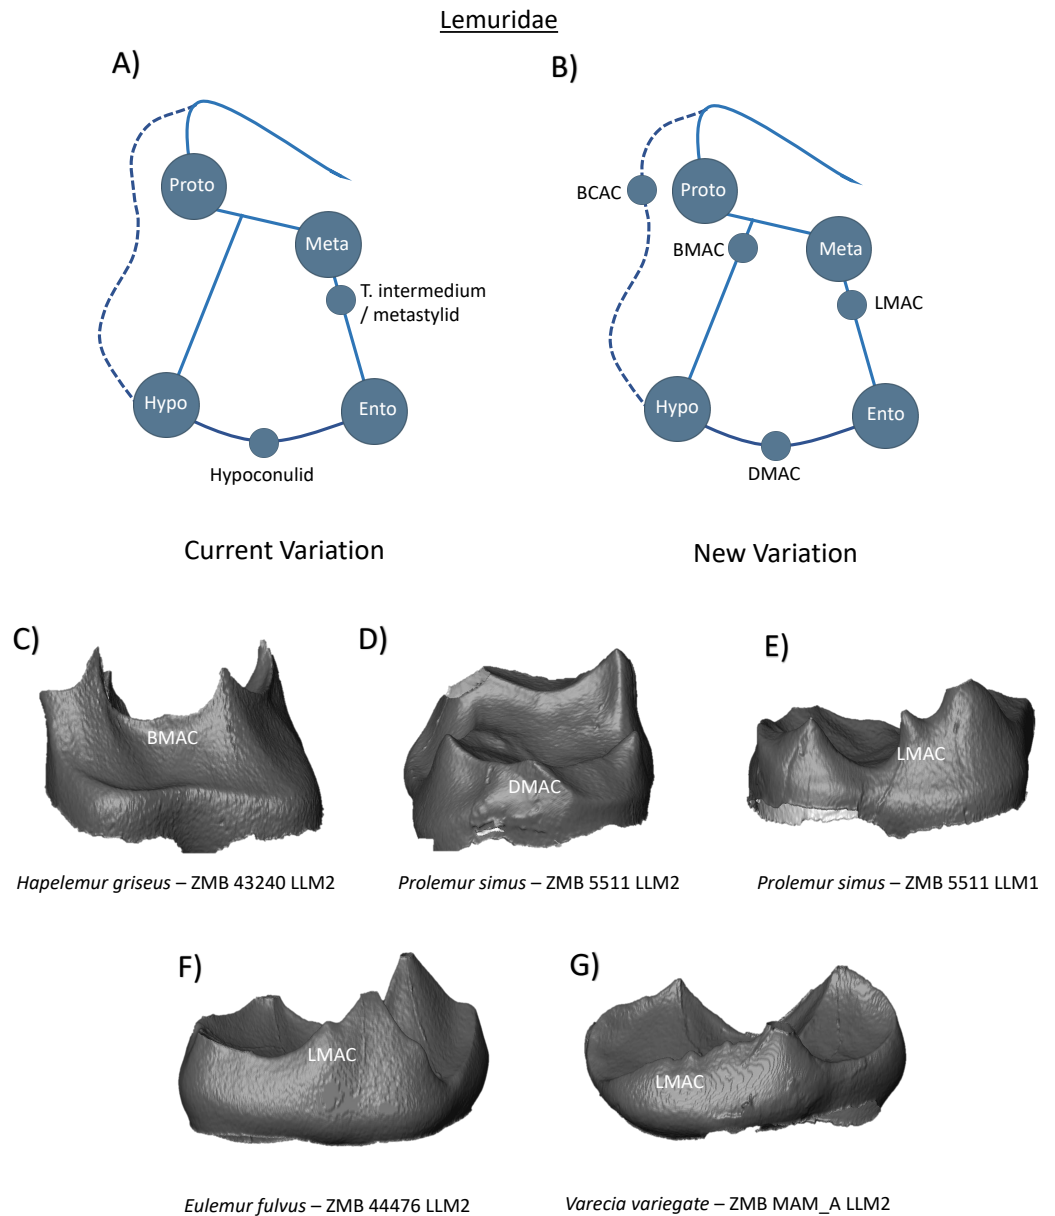 Lemuridae
A)
B)
Proto
Meta
T. intermedium
/ metastylid
Hypo
Ento
Hypoconulid
BCAC
Proto
BMAC
Meta
LMAC
Hypo
Ento
DMAC
Current Variation
New Variation
C)
D)
E)
BMAC
DMAC
LMAC
Hapelemur griseus – ZMB 43240 LLM2
Prolemur simus – ZMB 5511 LLM2
Prolemur simus – ZMB 5511 LLM1
F)
G)
LMAC
LMAC
Eulemur fulvus – ZMB 44476 LLM2
Varecia variegate – ZMB MAM_A LLM2